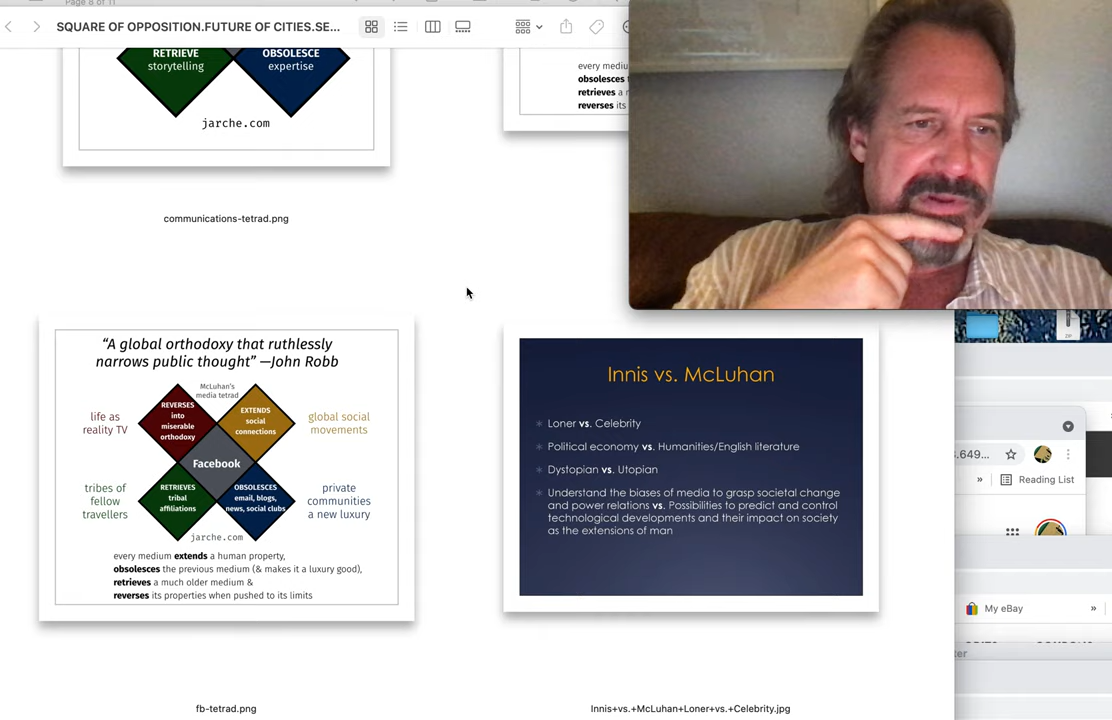 Page 8 of 11
SQUARE OF OPPOSITION.FUTURE OF CITIES.SE...
RETRIEVE
storytelling
OBSOLESCE
expertise
jarche.com
communications-tetrad.png
every mediu
obsolesces
retrieves a
reverses its
"A global orthodoxy that ruthlessly
narrows public thought" —John Robb
McLuhan's
media tetrad
life as
reality TV
REVERSES
into
miserable
orthodoxy
EXTENDS
social
connections
global social
movements
Facebook
tribes of
fellow
travellers
RETRIEVES
tribal
affiliations
OBSOLESCES
email, blogs,
news, social clubs
private
communities
a new luxury
jarche.com
every medium extends a human property,
obsolesces the previous medium (& makes it a luxury good),
retrieves a much older medium &
reverses its properties when pushed to its limits
fb-tetrad.png
Innis vs. McLuhan
Loner vs. Celebrity
Political economy vs. Humanities/English literature
Dystopian vs. Utopian
Understand the biases of media to grasp societal change
and power relations vs. Possibilities to predict and control
technological developments and their impact on society
as the extensions of man
Innis+vs.+McLuhan+Loner+vs.+Celebrity.jpg
ZIP
.649...
» Reading List
My eBay »